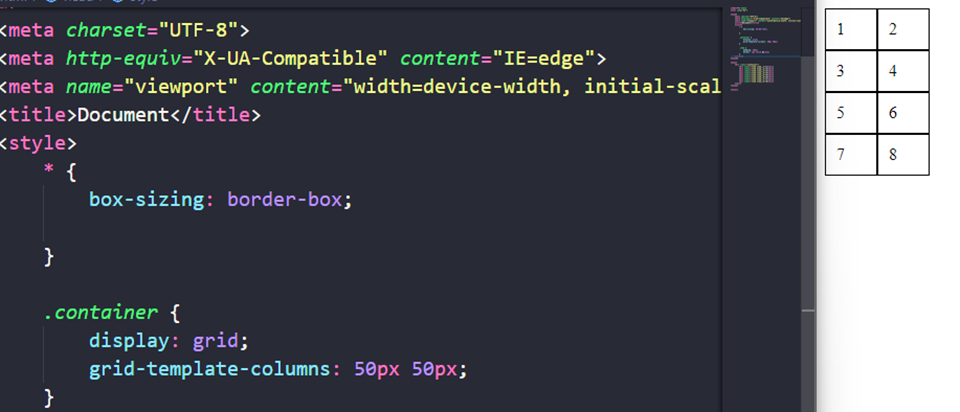 <meta charset="UTF-8">
<meta http-equiv="X-UA-Compatible" content="IE=edge">
<meta name="viewport" content="width=device-width, initial-scal
<title>Document</title>
<style>
* {
box-sizing: border-box;
}
.container {
display: grid;
grid-template-columns: 50px 50px;
}
1 2
3 4
5 6
7 8